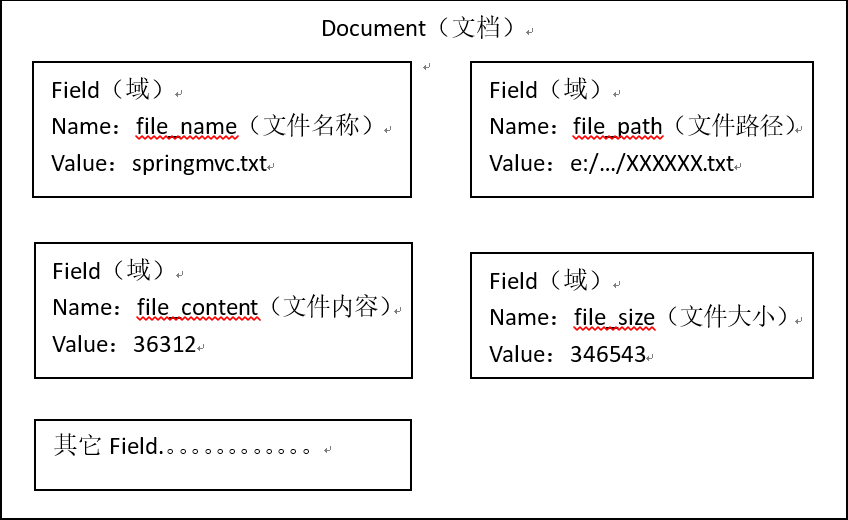 Document（文档）
Field（域）
Name：file_name（文件名称）
Value：springmvc.txt
Field（域）
Name：file_path（文件路径）
Value：e:/…/XXXXXX.txt
Field（域）
Name：file_content（文件内容）
Value：36312
Field（域）
Name：file_size（文件大小）
Value：346543
其它 Field.。。。。。。。。。。。。